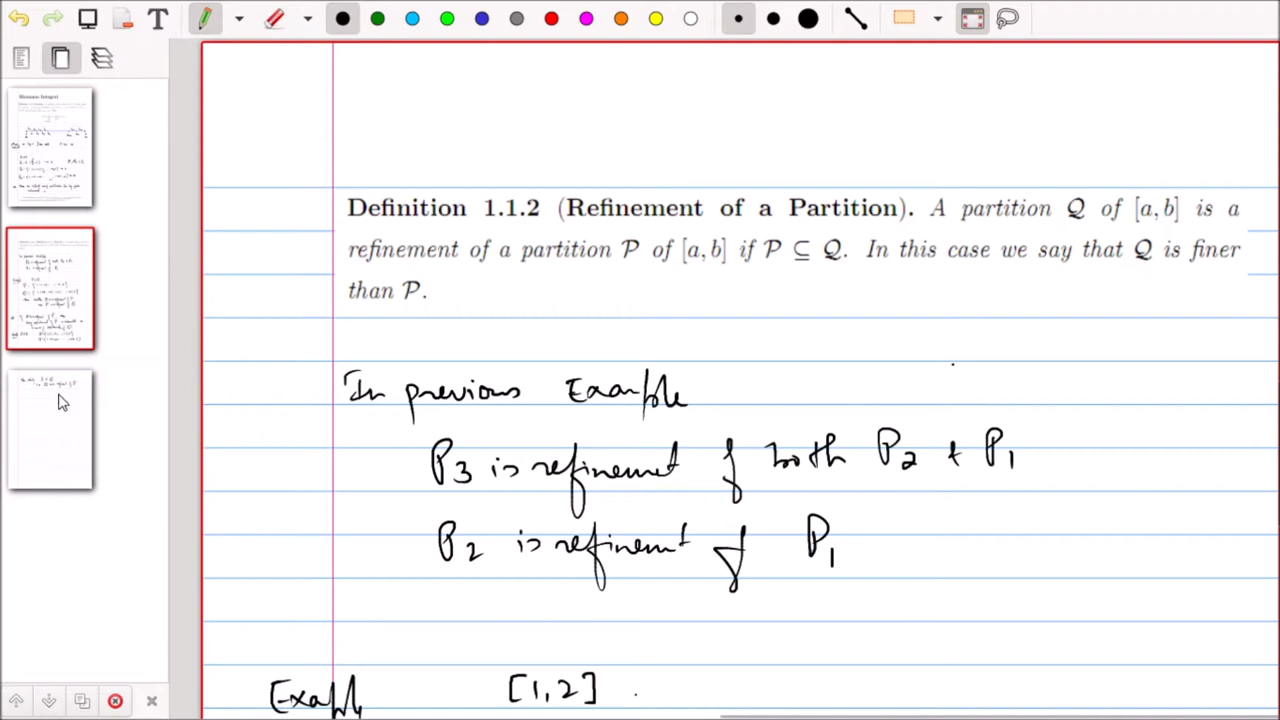 Definition 1.1.2 (Refinement of a Partition). A partition Q of [a, b] is a
refinement of a partition P of [a, b] if P ⊆ Q. In this case we say that Q is finer
than P.
In previous Example
P3 is refinement of both P2 + P1
P2 is refinement of P1
Example [1,2]